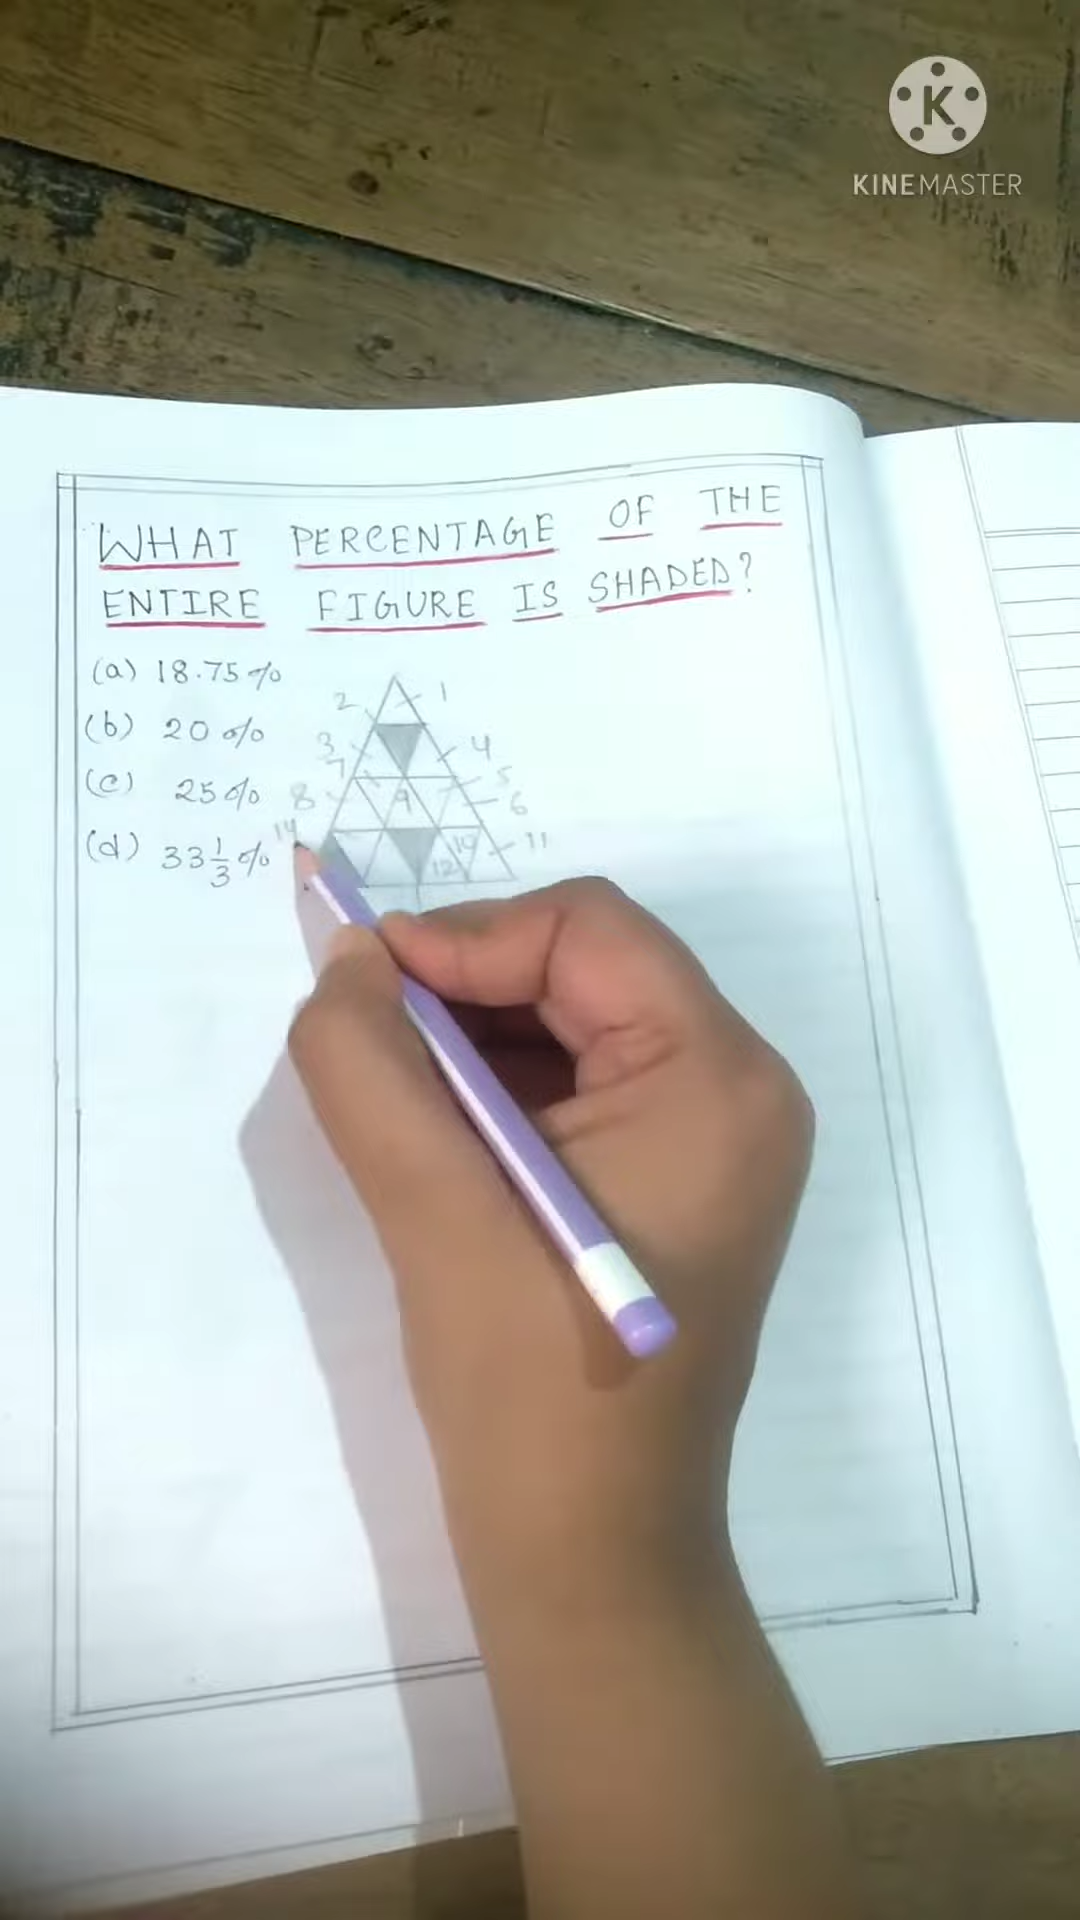 KINEMASTER
WHAT PERCENTAGE OF THE
ENTIRE FIGURE IS SHADED?
(a) 18.75%
(b) 20%
(c) 25%
(d) 33 1/3 %
2 1
3 4
7 5
8 9 6
14 10 11
12